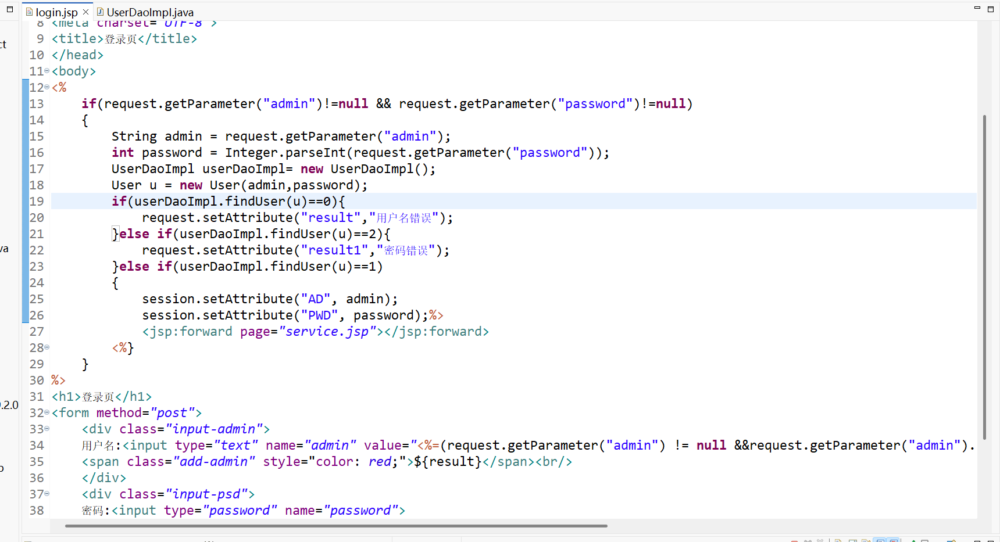 login.jsp × UserDaoImpl.java
8 <meta charset="UTF-8">
9 <title>登录页</title>
10 </head>
11 <body>
12 <%
13 if(request.getParameter("admin")!=null && request.getParameter("password")!=null)
14 {
15 String admin = request.getParameter("admin");
16 int password = Integer.parseInt(request.getParameter("password"));
17 UserDaoImpl userDaoImpl= new UserDaoImpl();
18 User u = new User(admin,password);
19 if(userDaoImpl.findUser(u)==0){
20 request.setAttribute("result","用户名错误");
21 }else if(userDaoImpl.findUser(u)==2){
22 request.setAttribute("result1","密码错误");
23 }else if(userDaoImpl.findUser(u)==1)
24 {
25 session.setAttribute("AD", admin);
26 session.setAttribute("PWD", password);%>
27 <jsp:forward page="service.jsp"></jsp:forward>
28 <%}
29 }
30 %>
31 <h1>登录页</h1>
32 <form method="post">
33 <div class="input-admin">
34 用户名:<input type="text" name="admin" value="<%=(request.getParameter("admin") != null &&request.getParameter("admin").
35 <span class="add-admin" style="color: red;">${result}</span><br/>
36 </div>
37 <div class="input-psd">
38 密码:<input type="password" name="password">
ct
va
.2.0